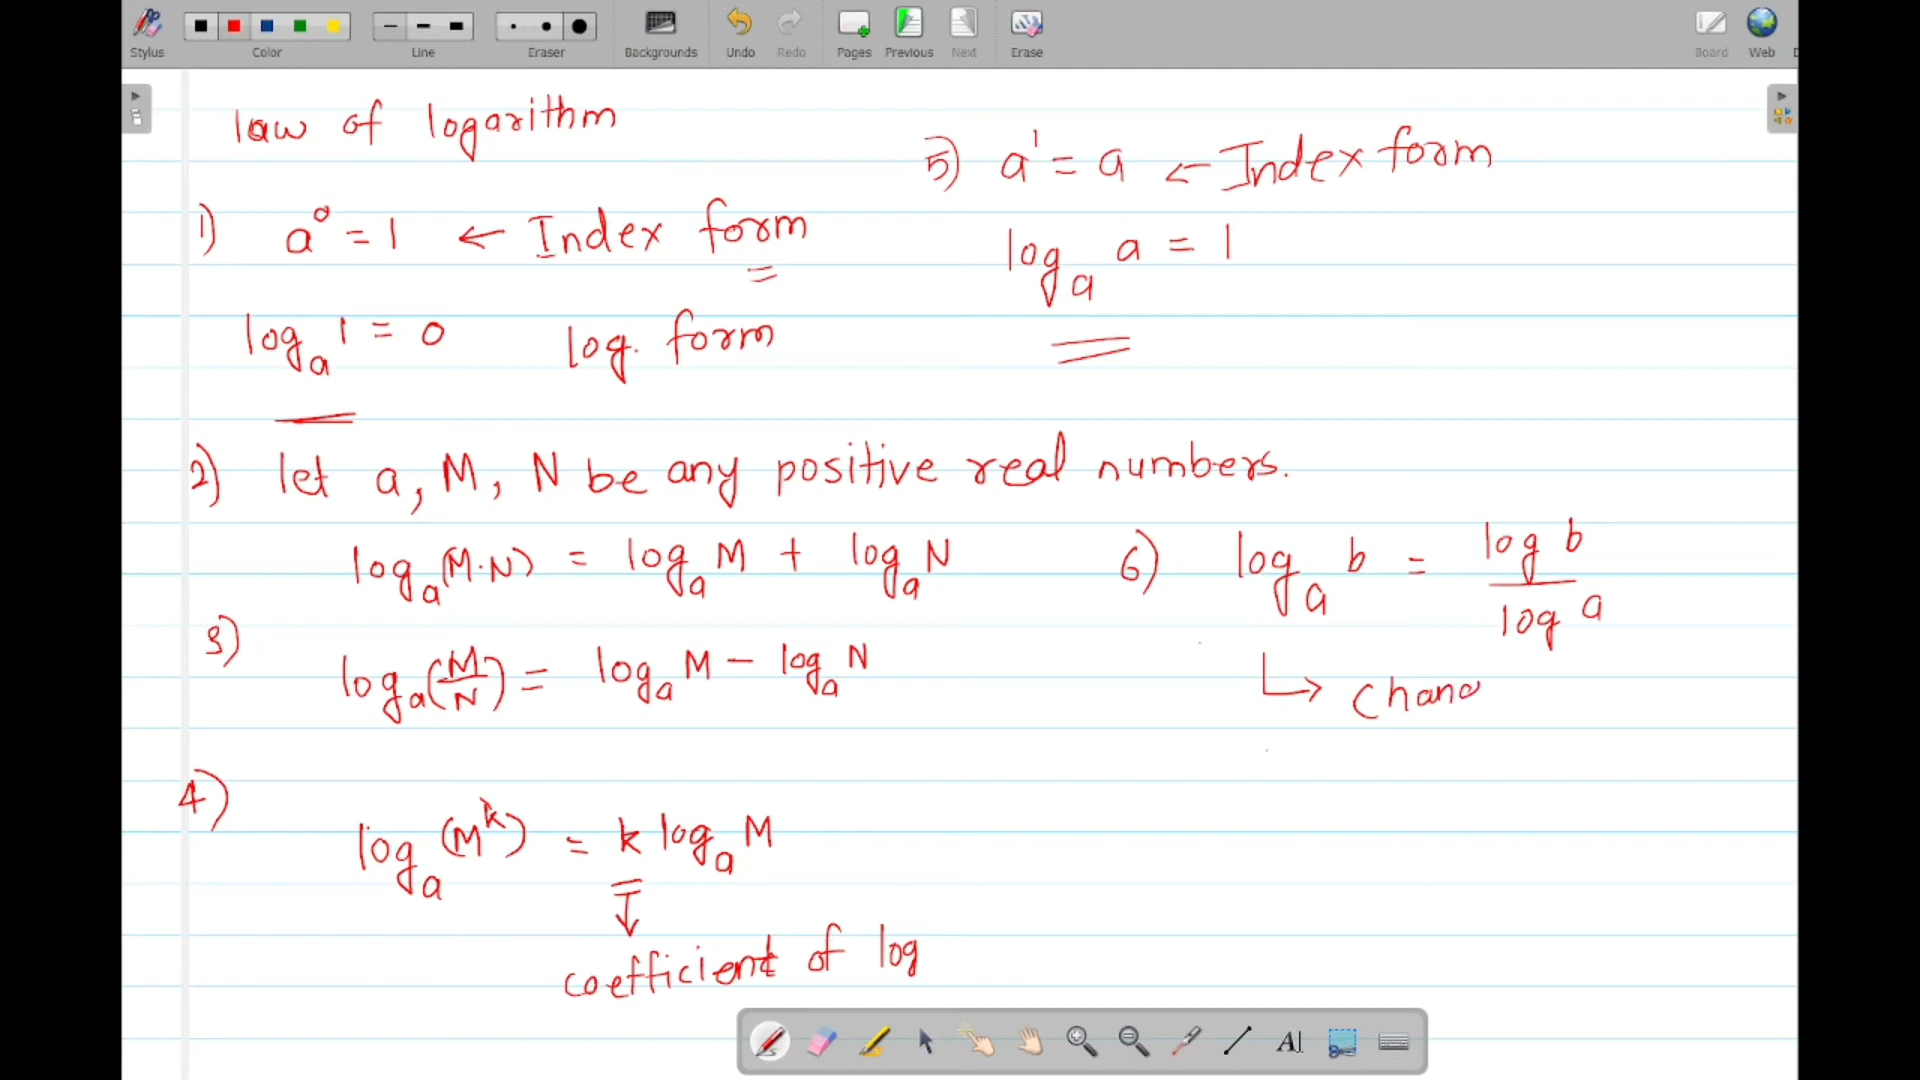 Stylus Color Line Eraser Backgrounds Undo Redo Pages Previous Next Erase Board Web
law of logarithm
1) a⁰ = 1 ← Index form
logₐ 1 = 0 log. form
2) let a, M, N be any positive real numbers.
logₐ(M·N) = logₐ M + logₐ N
3)
logₐ(M/N) = logₐ M − logₐ N
4)
logₐ(Mᵏ) = k logₐ M
coefficient of log
5) a¹ = a ← Index form
logₐ a = 1
6) logₐ b = log b / log a
↳ Chang